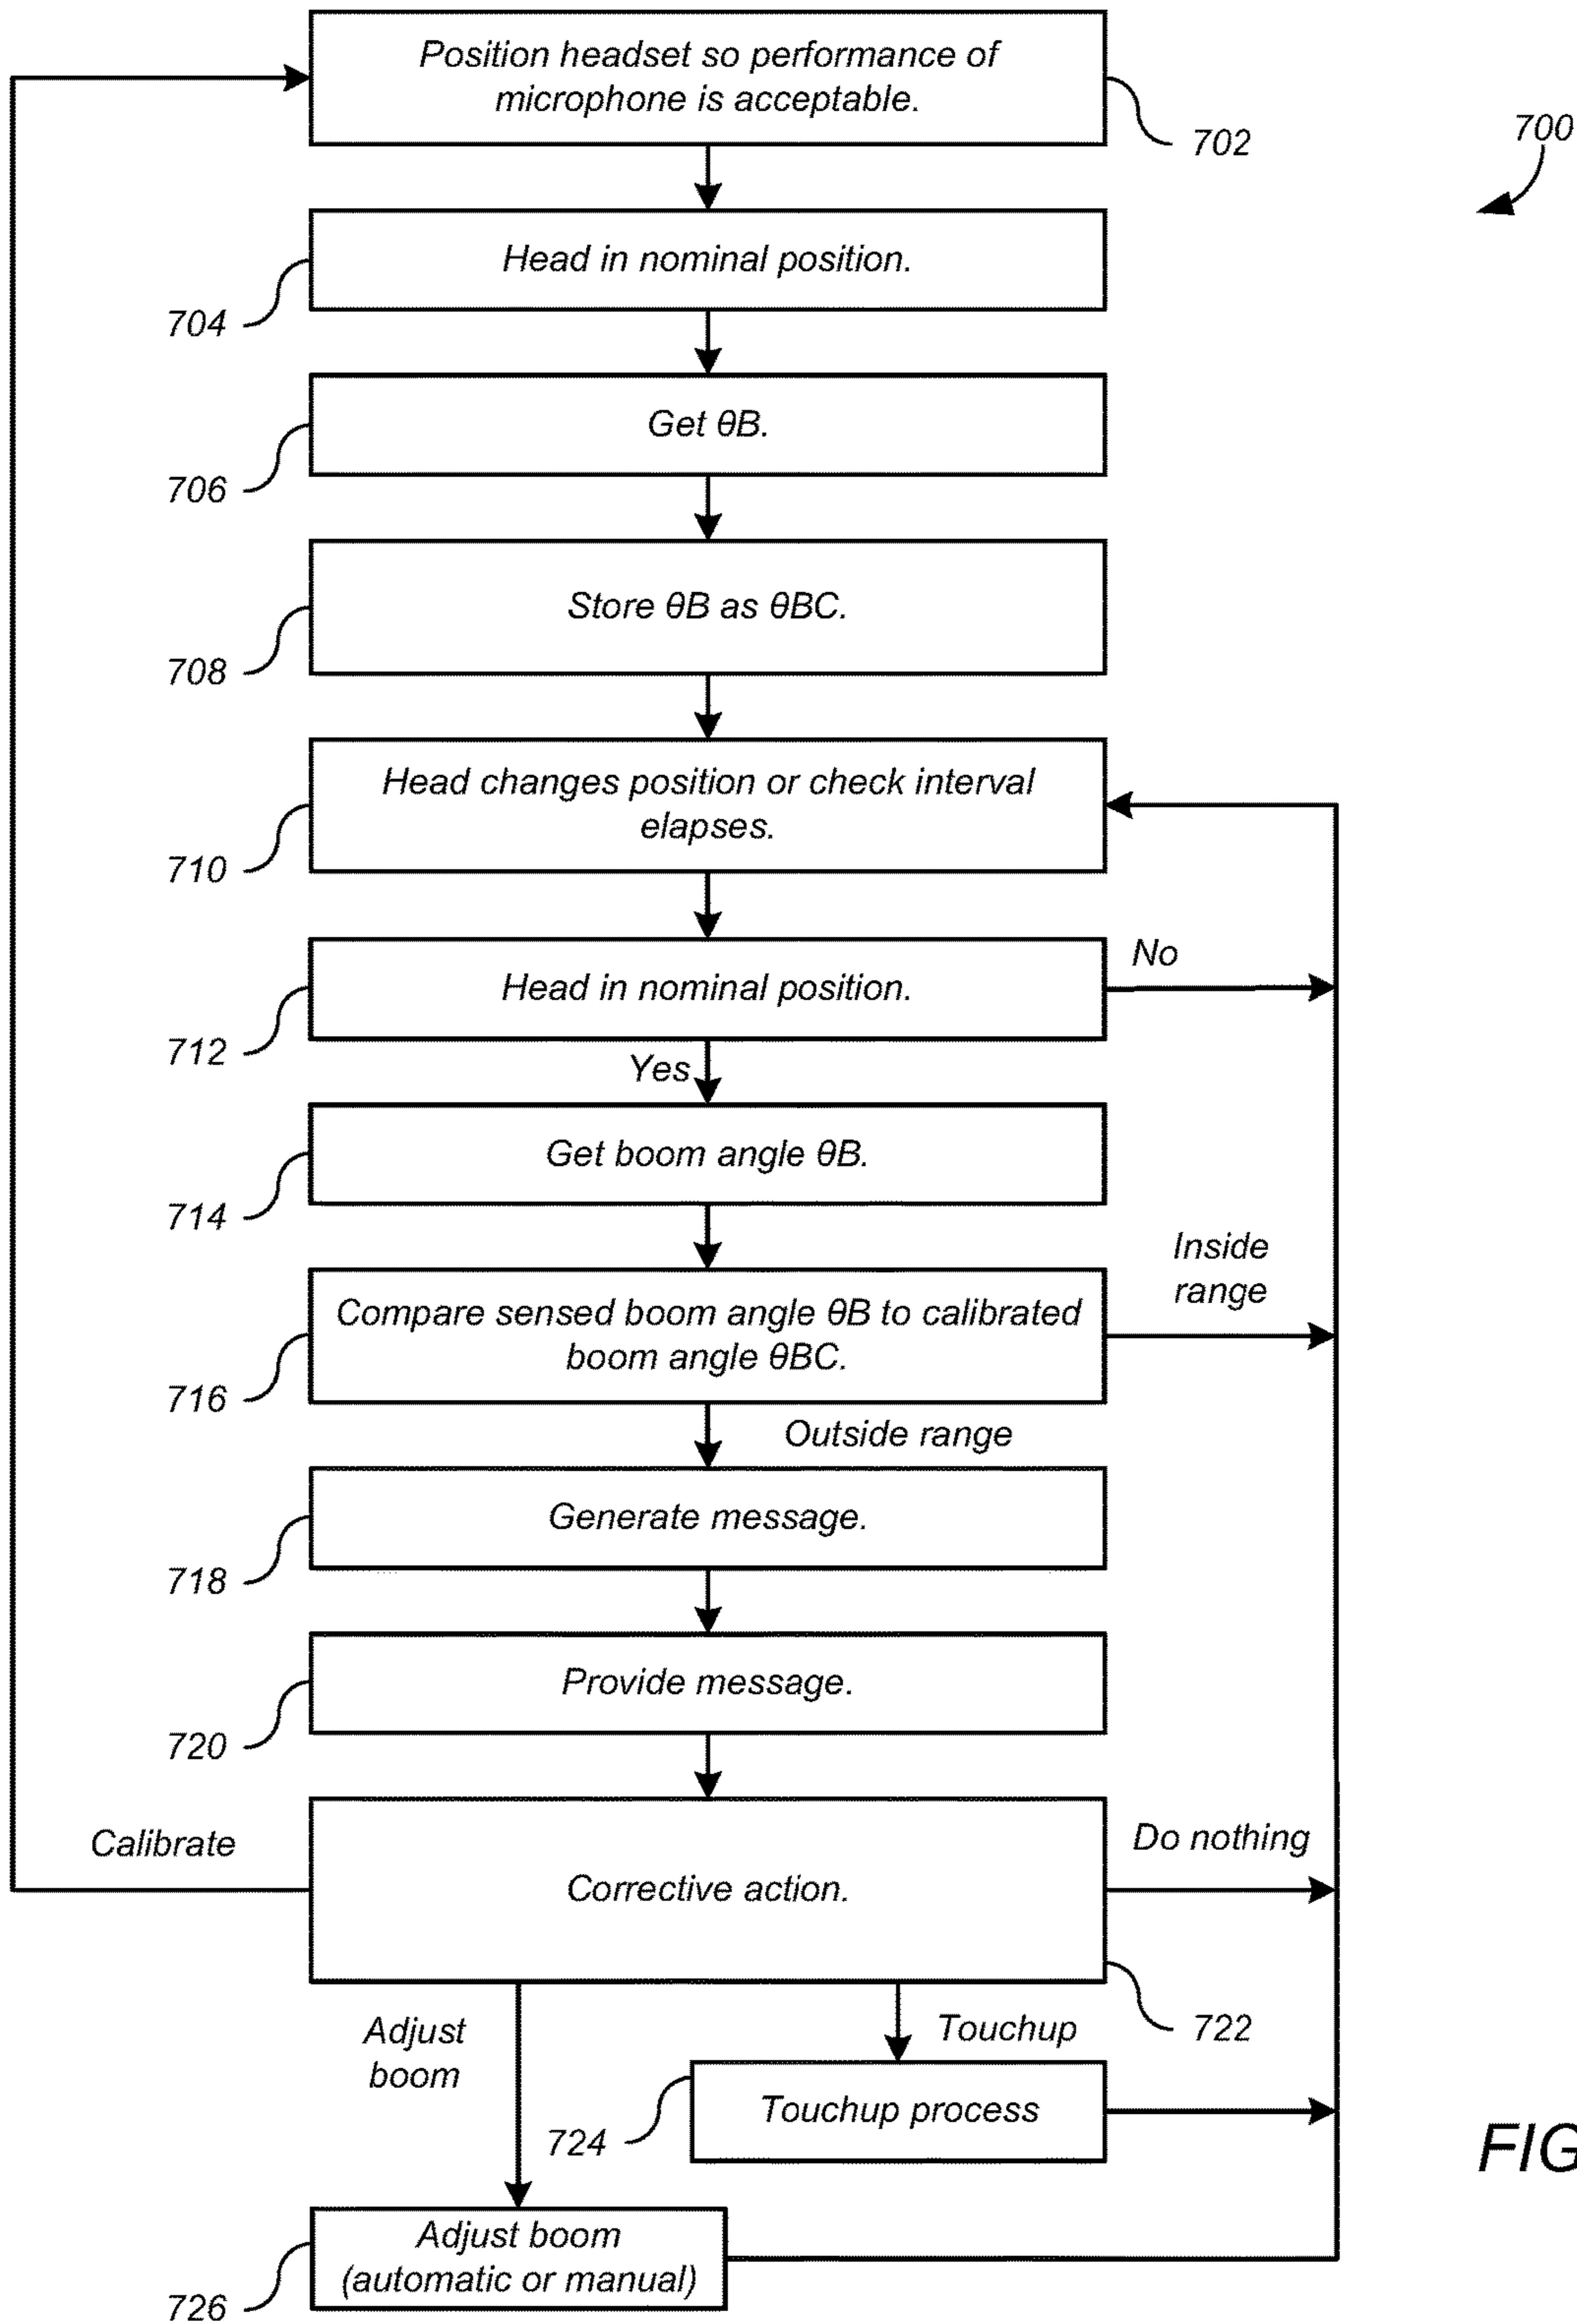 Position headset so performance of
microphone is acceptable.
702
700
Head in nominal position.
704
Get θB.
706
Store θB as θBC.
708
Head changes position or check interval
elapses.
710
No
Head in nominal position.
712
Yes
Get boom angle θB.
714
Inside
range
Compare sensed boom angle θB to calibrated
boom angle θBC.
716
Outside range
Generate message.
718
Provide message.
720
Calibrate
Do nothing
Corrective action.
722
Adjust
boom
Touchup
Touchup process
724
FIG
Adjust boom
(automatic or manual)
726